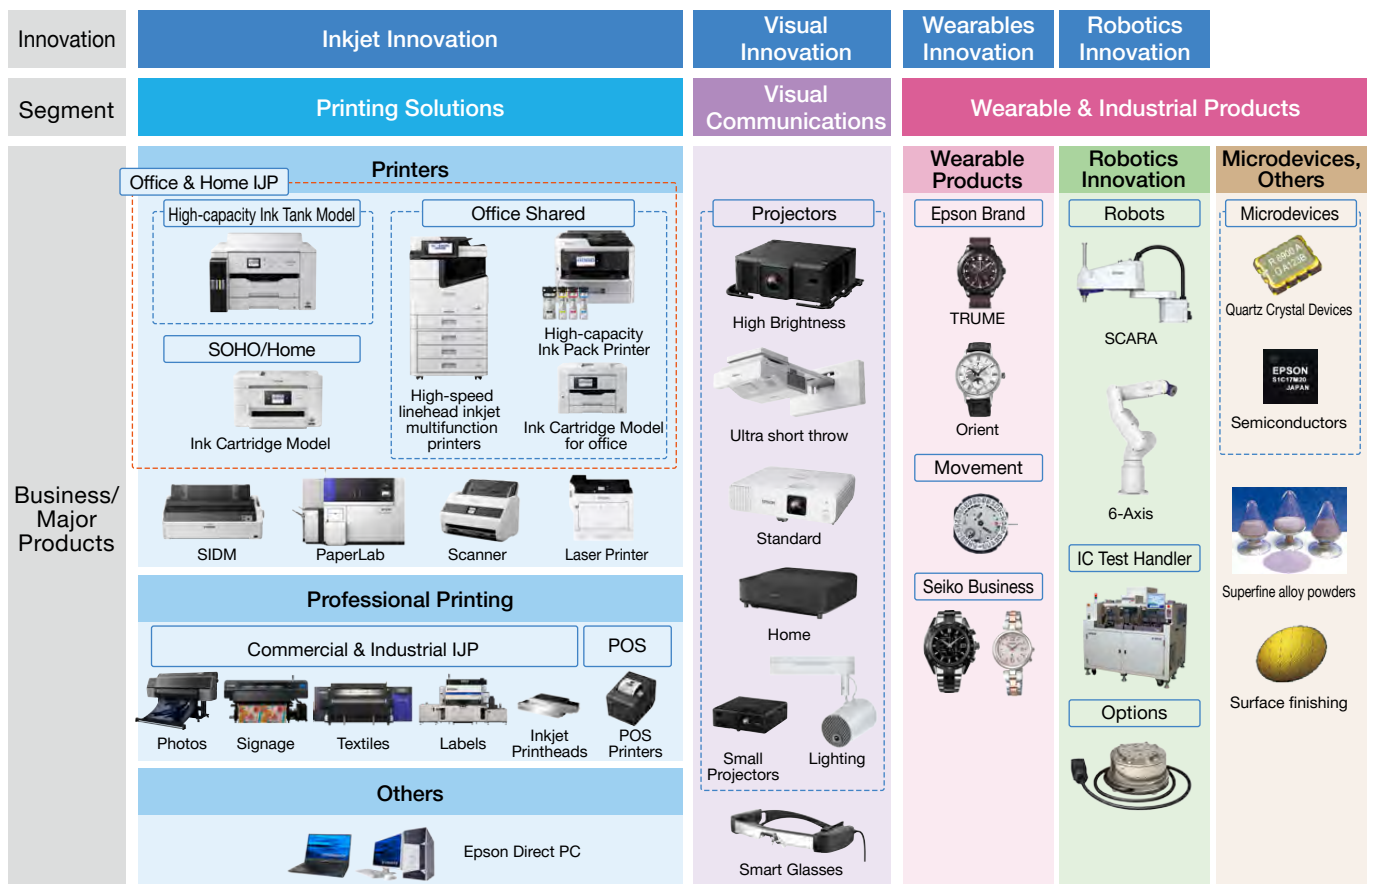 Innovation
Inkjet Innovation
Visual
Innovation
Wearables
Innovation
Robotics
Innovation
Segment
Printing Solutions
Visual
Communications
Wearable & Industrial Products
Business/
Major
Products
Printers
Office & Home IJP
High-capacity Ink Tank Model
Office Shared
SOHO/Home
Ink Cartridge Model
High-speed
linehead inkjet
multifunction
printers
High-capacity
Ink Pack Printer
Ink Cartridge Model
for office
SIDM
PaperLab
Scanner
Laser Printer
Professional Printing
Commercial & Industrial IJP
POS
Photos
Signage
Textiles
Labels
Inkjet
Printheads
POS
Printers
Others
Epson Direct PC
Projectors
High Brightness
Ultra short throw
Standard
Home
Small
Projectors
Lighting
Smart Glasses
Wearable
Products
Epson Brand
TRUME
Orient
Movement
Seiko Business
Robotics
Innovation
Robots
SCARA
6-Axis
IC Test Handler
Options
Microdevices,
Others
Microdevices
Quartz Crystal Devices
EPSON
S1C17M20
JAPAN
Semiconductors
Superfine alloy powders
Surface finishing